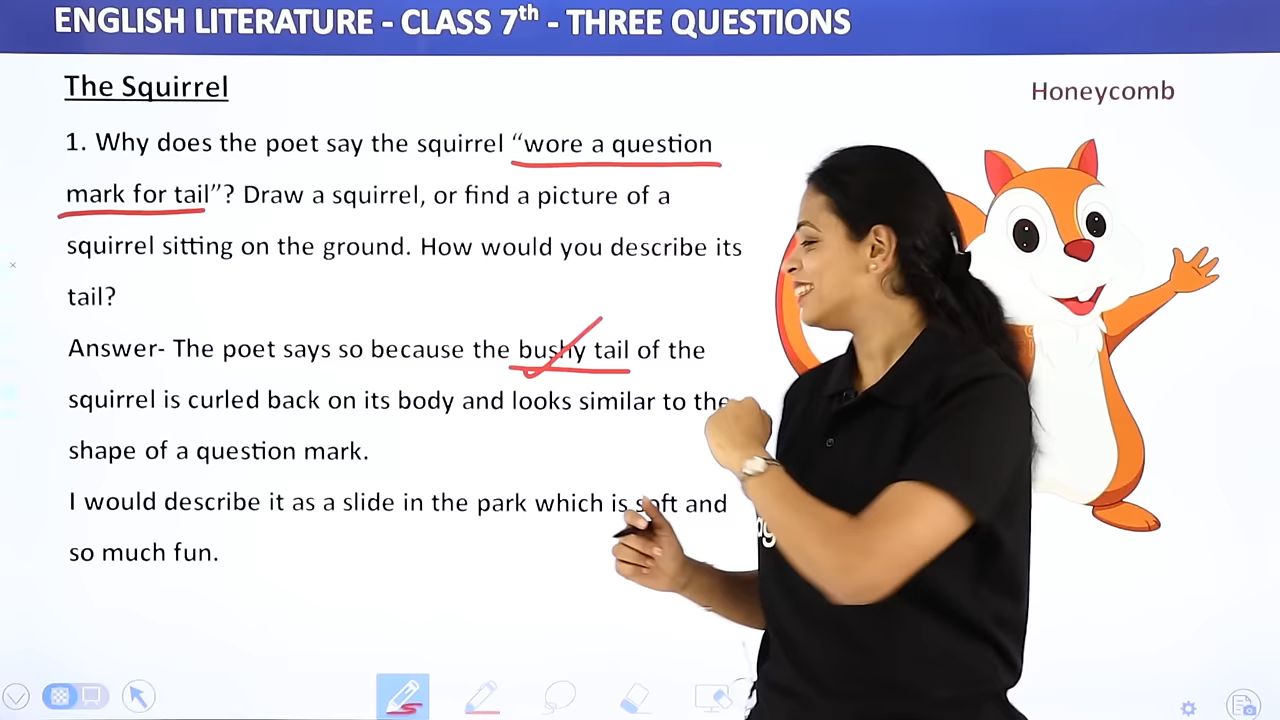 ENGLISH LITERATURE - CLASS 7th - THREE QUESTIONS
The Squirrel
Honeycomb
1. Why does the poet say the squirrel “wore a question
mark for tail”? Draw a squirrel, or find a picture of a
squirrel sitting on the ground. How would you describe its
tail?
Answer- The poet says so because the bushy tail of the
squirrel is curled back on its body and looks similar to the
shape of a question mark.
I would describe it as a slide in the park which is soft and
so much fun.